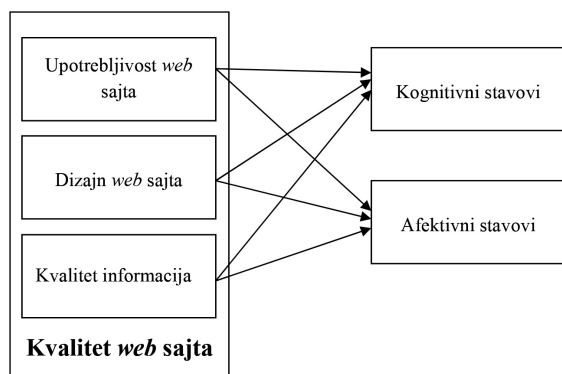 Upotrebljivost web
sajta
Dizajn web sajta
Kvalitet informacija
Kvalitet web sajta
Kognitivni stavovi
Afektivni stavovi